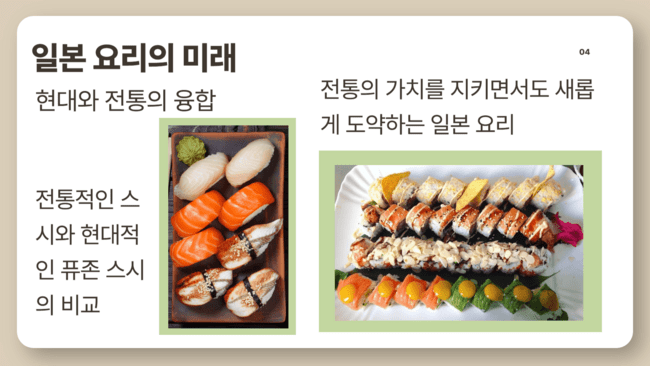 일본 요리의 미래
04
현대와 전통의 융합
전통의 가치를 지키면서도 새롭
게 도약하는 일본 요리
전통적인 스
시와 현대적
인 퓨존 스시
의 비교